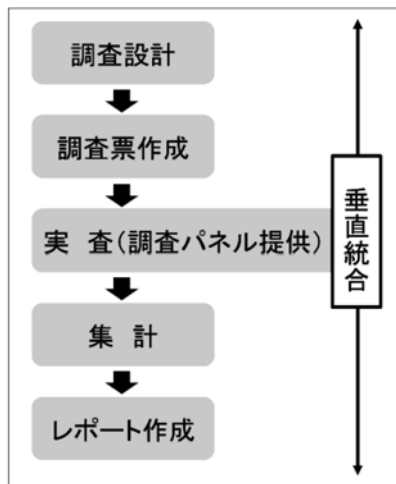 調査設計
調査票作成
実　査(調査パネル提供)
集　計
レポート作成
垂直統合